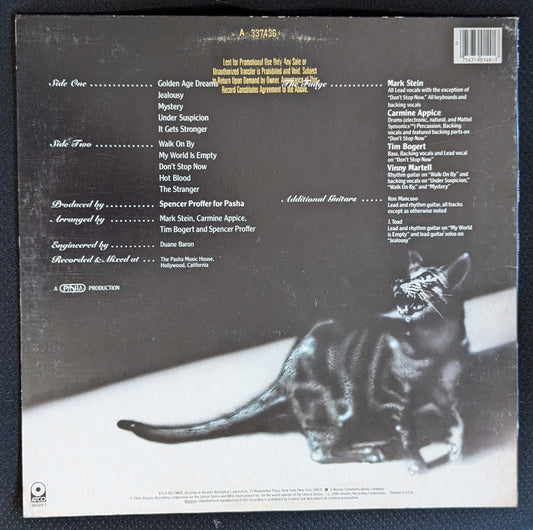 A 337436
Lent for Promotional Use Only. Any Sale or
Unauthorized Transfer is Prohibited and Void. Subject
to Return Upon Demand by Owner. Acceptance of This
Record Constitutes Agreement to the Above.
Side One
Golden Age Dreams
Jealousy
Mystery
Under Suspicion
It Gets Stronger
Side Two
Walk On By
My World Is Empty
Don't Stop Now
Hot Blood
The Stranger
Produced by
Spencer Proffer for Pasha
Arranged by
Mark Stein, Carmine Appice,
Tim Bogert and Spencer Proffer
Engineered by
Duane Baron
Recorded & Mixed at
The Pasha Music House,
Hollywood, California
A PASHA PRODUCTION
The Fudge
Mark Stein
All Lead vocals with the exception of
"Don't Stop Now." All keyboards and
backing vocals
Carmine Appice
Drums (electronic, natural, and Mattel
Synsonics™) Percussion. Backing
vocals and featured backing parts on
"Don't Stop Now"
Tim Bogert
Bass. Backing vocals and Lead vocal
on "Don't Stop Now"
Vinny Martell
Rhythm guitar on "Walk On By" and
backing vocals on "Under Suspicion,"
"Walk On By," and "Mystery"
Additional Guitars
Ron Mancuso
Lead and rhythm guitar, all tracks
except as otherwise noted
J. Toad
Lead and rhythm guitar on "My World
is Empty" and lead guitar solos on
"Jealousy"
ATCO